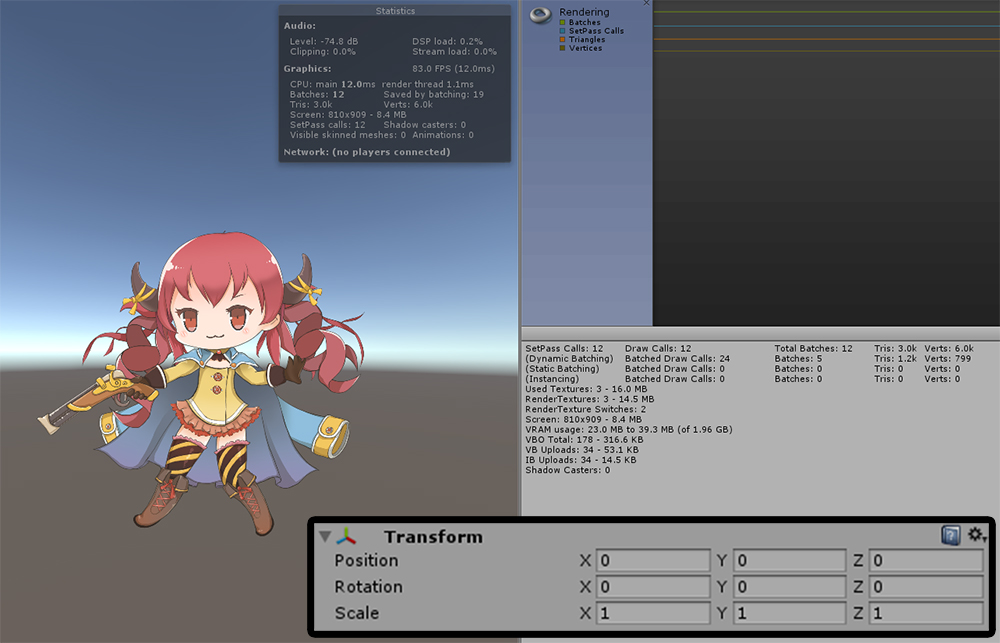 Statistics
Audio:
Level: -74.8 dB DSP load: 0.2%
Clipping: 0.0% Stream load: 0.0%
Graphics: 83.0 FPS (12.0ms)
CPU: main 12.0ms render thread 1.1ms
Batches: 12 Saved by batching: 19
Tris: 3.0k Verts: 6.0k
Screen: 810x909 - 8.4 MB
SetPass calls: 12 Shadow casters: 0
Visible skinned meshes: 0 Animations: 0
Network: (no players connected)
Rendering
Batches
SetPass Calls
Triangles
Vertices
SetPass Calls: 12 Draw Calls: 12 Total Batches: 12 Tris: 3.0k Verts: 6.0k
(Dynamic Batching) Batched Draw Calls: 24 Batches: 5 Tris: 1.2k Verts: 799
(Static Batching) Batched Draw Calls: 0 Batches: 0 Tris: 0 Verts: 0
(Instancing) Batched Draw Calls: 0 Batches: 0 Tris: 0 Verts: 0
Used Textures: 3 - 16.0 MB
RenderTextures: 3 - 14.5 MB
RenderTexture Switches: 2
Screen: 810x909 - 8.4 MB
VRAM usage: 23.0 MB to 39.3 MB (of 1.96 GB)
VBO Total: 178 - 316.6 KB
VB Uploads: 34 - 53.1 KB
IB Uploads: 34 - 14.5 KB
Shadow Casters: 0
Transform
Position X 0 Y 0 Z 0
Rotation X 0 Y 0 Z 0
Scale X 1 Y 1 Z 1